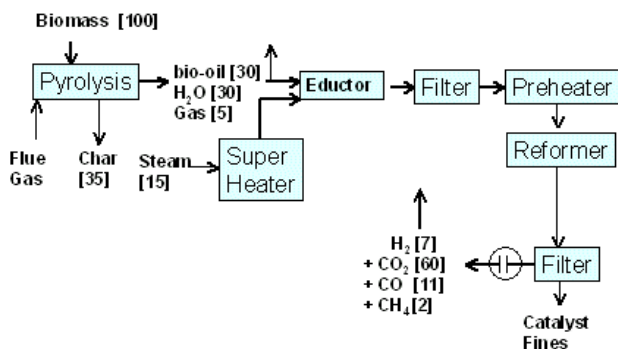 Biomass [100]
Pyrolysis
bio-oil [30]
H₂O [30]
Gas [5]
Eductor
Filter
Preheater
Flue
Gas
Char
[35]
Steam
[15]
Super
Heater
Reformer
H₂ [7]
+ CO₂ [60]
+ CO [11]
+ CH₄ [2]
Filter
Catalyst
Fines